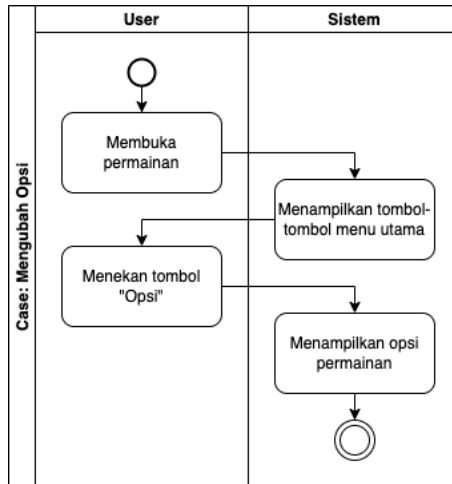 User
Sistem
Case: Mengubah Opsi
Membuka
permainan
Menampilkan tombol-
tombol menu utama
Menekan tombol
"Opsi"
Menampilkan opsi
permainan